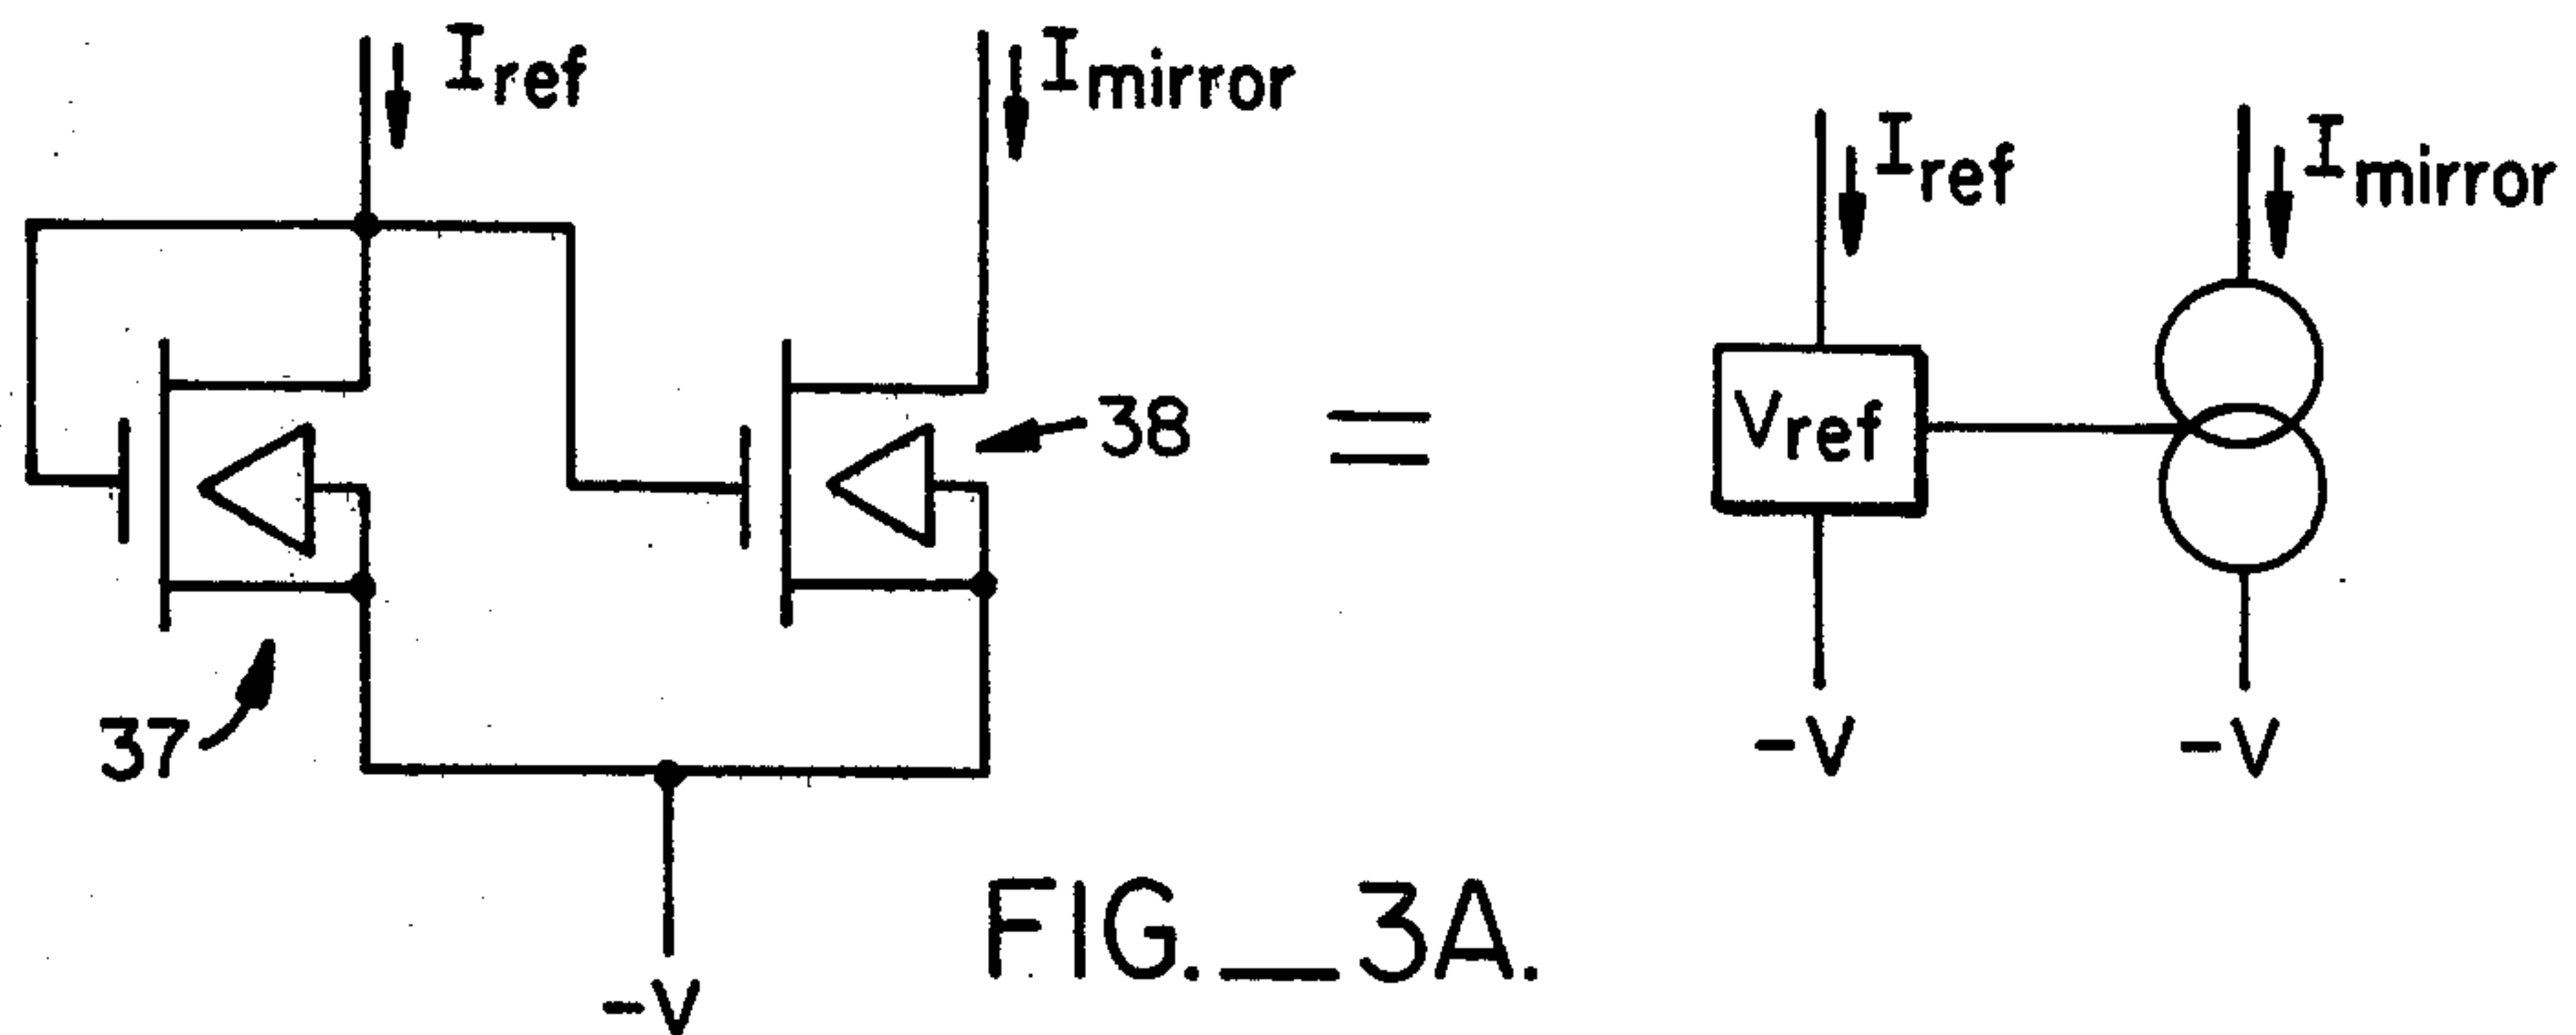 Iref
Imirror
Iref
Imirror
38
=
Vref
37
-V
-V
-V
FIG._3A.